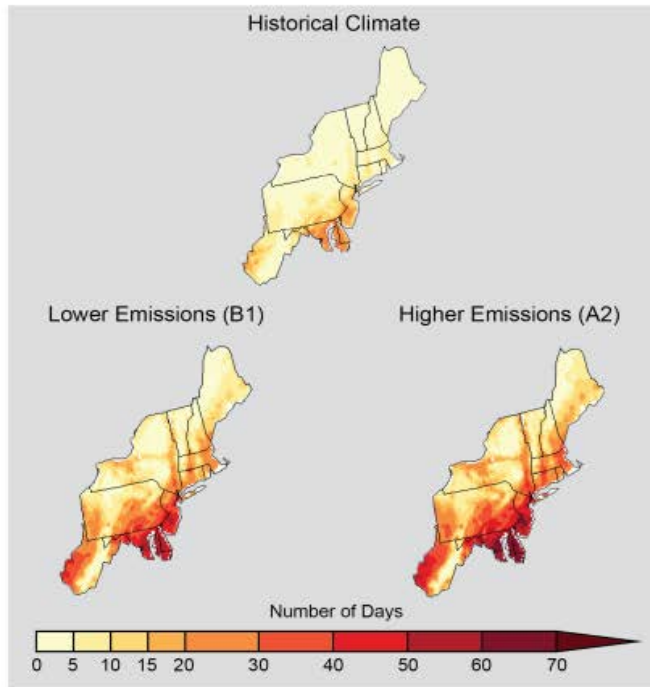 Historical Climate
Lower Emissions (B1)
Higher Emissions (A2)
Number of Days
0 5 10 15 20 30 40 50 60 70